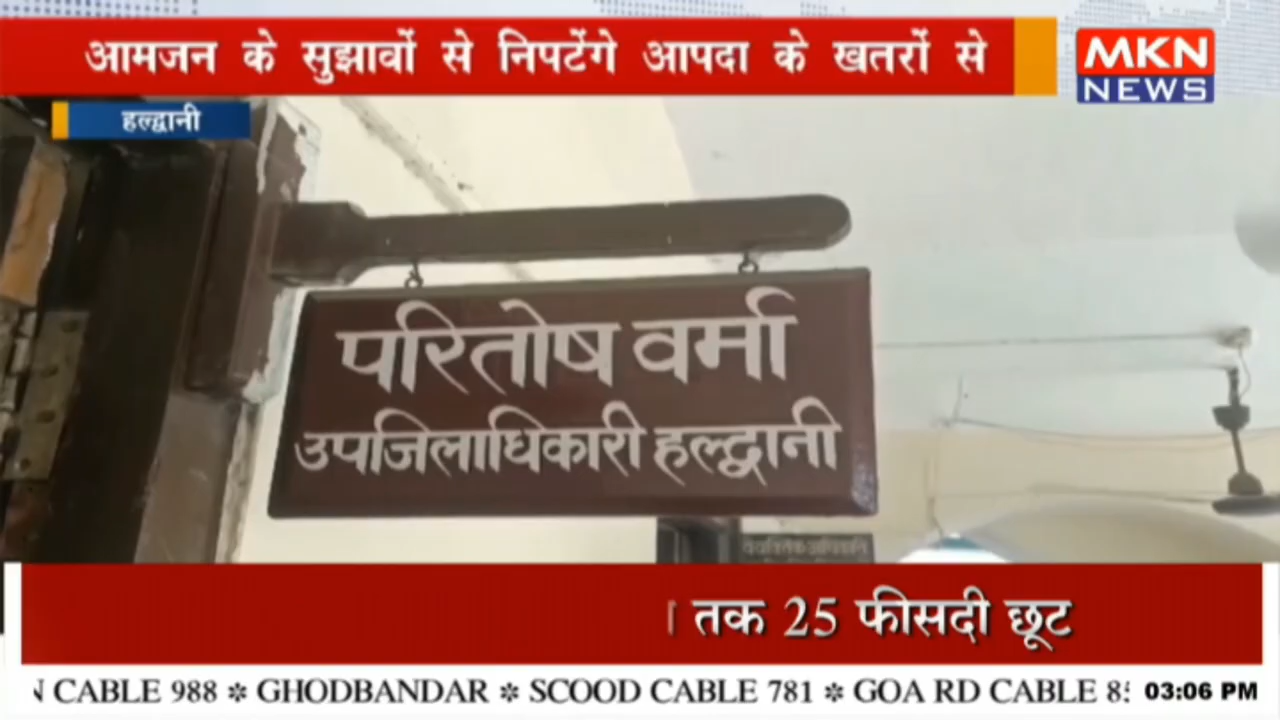 आमजन के सुझावों से निपटेंगे आपदा के खतरों से
MKN
NEWS
हल्द्वानी
परितोष वर्मा
उपजिलाधिकारी हल्द्वानी
तक 25 फीसदी छूट
CABLE 988 ❉ GHODBANDAR ❉ SCOOD CABLE 781 ❉ GOA RD CABLE
03:06 PM